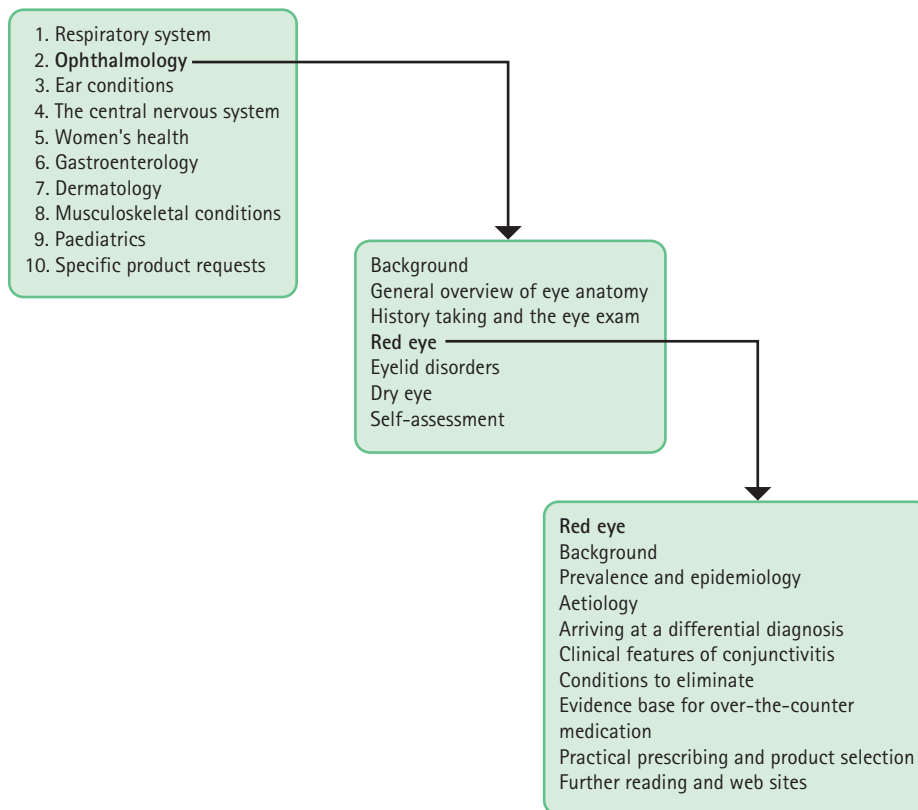 1. Respiratory system
2. Ophthalmology
3. Ear conditions
4. The central nervous system
5. Women's health
6. Gastroenterology
7. Dermatology
8. Musculoskeletal conditions
9. Paediatrics
10. Specific product requests
Background
General overview of eye anatomy
History taking and the eye exam
Red eye
Eyelid disorders
Dry eye
Self-assessment
Red eye
Background
Prevalence and epidemiology
Aetiology
Arriving at a differential diagnosis
Clinical features of conjunctivitis
Conditions to eliminate
Evidence base for over-the-counter
medication
Practical prescribing and product selection
Further reading and web sites